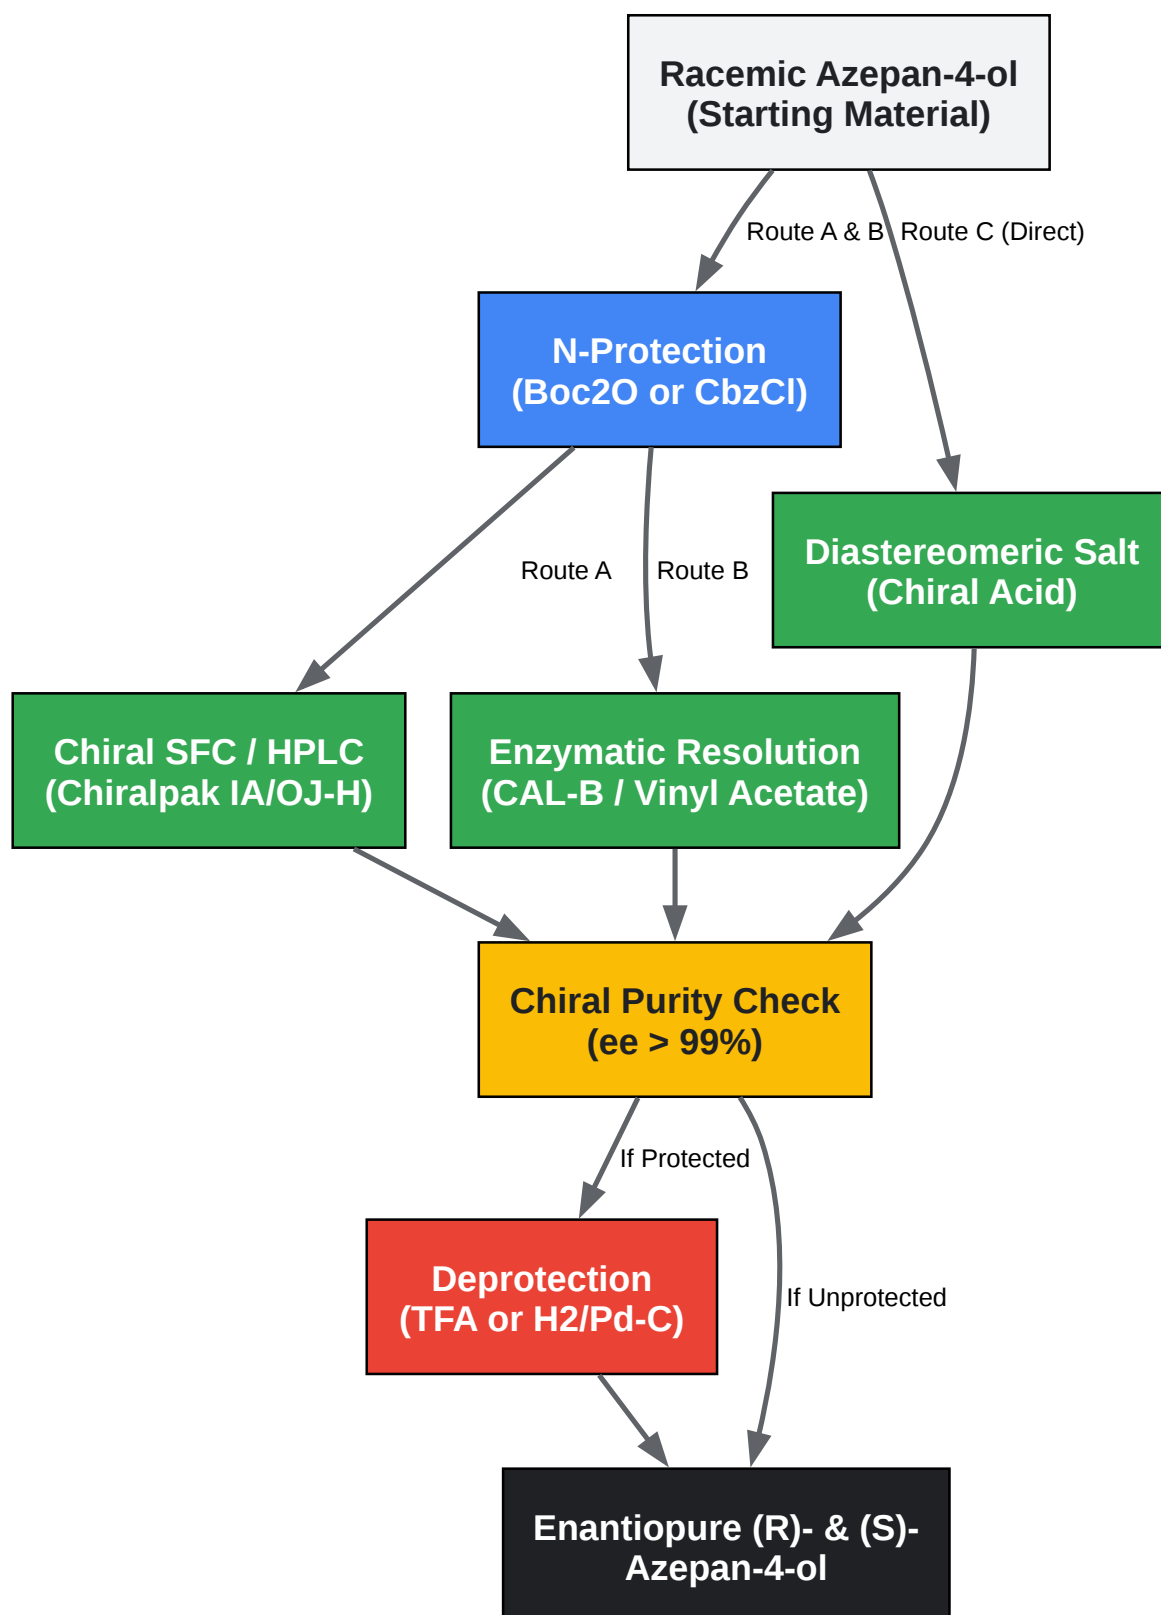 Racemic Azepan-4-ol
(Starting Material)
Route A & B
Route C (Direct)
N-Protection
(Boc2O or CbzCl)
Diastereomeric Salt
(Chiral Acid)
Route A
Route B
Chiral SFC / HPLC
(Chiralpak IA/OJ-H)
Enzymatic Resolution
(CAL-B / Vinyl Acetate)
Chiral Purity Check
(ee > 99%)
If Protected
Deprotection
(TFA or H2/Pd-C)
If Unprotected
Enantiopure (R)- & (S)-
Azepan-4-ol